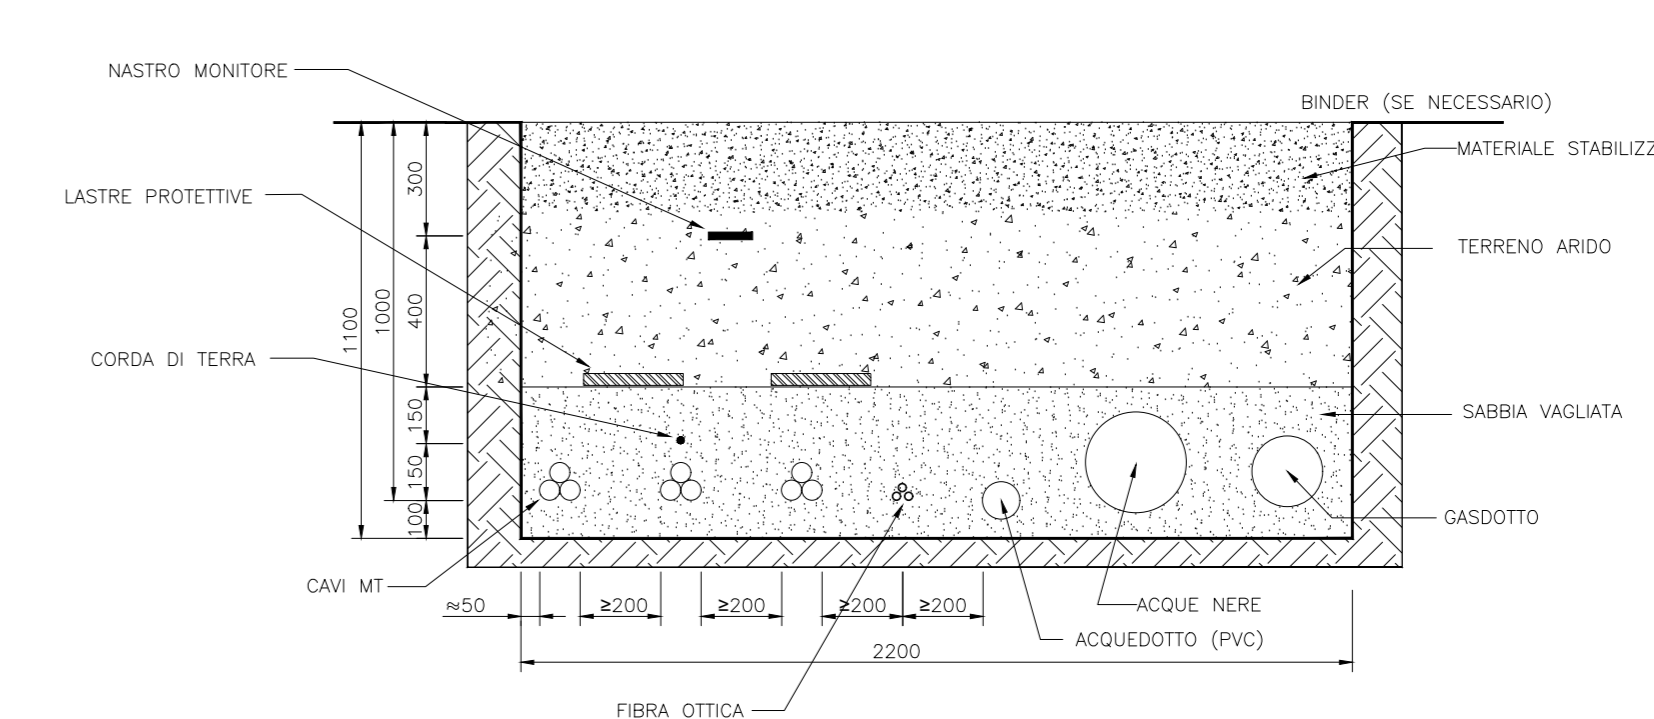 NASTRO MONITORE
BINDER (SE NECESSARIO)
MATERIALE STABILIZZ
LASTRE PROTETTIVE
TERRENO ARIDO
CORDA DI TERRA
SABBIA VAGLIATA
GASDOTTO
CAVI MT
ACQUE NERE
ACQUEDOTTO (PVC)
FIBRA OTTICA
300
400
150
150
100
1000
1100
≈50
≥200
≥200
≥200
≥200
2200